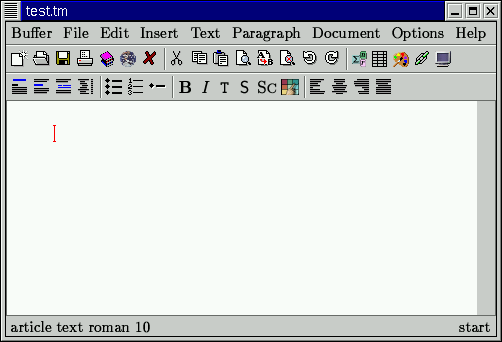 test.tm
Buffer File Edit Insert Text Paragraph Document Options Help
B I T S SC
article text roman 10 start